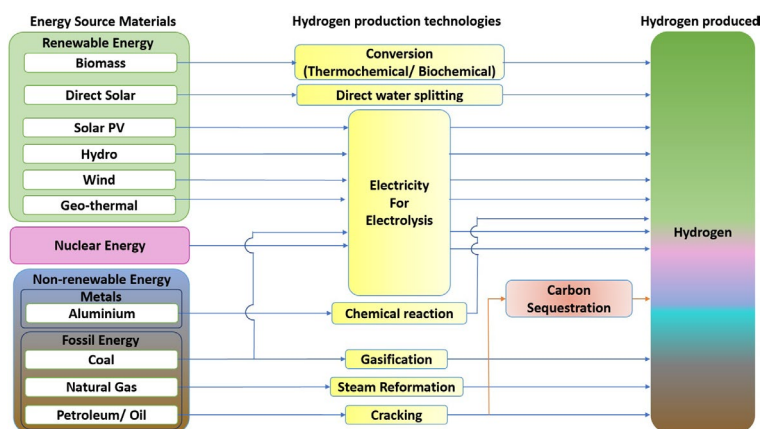 Energy Source Materials
Hydrogen production technologies
Hydrogen produced
Renewable Energy
Biomass
Conversion
(Thermochemical/ Biochemical)
Direct Solar
Direct water splitting
Solar PV
Hydro
Wind
Geo-thermal
Electricity
For
Electrolysis
Nuclear Energy
Hydrogen
Non-renewable Energy
Metals
Aluminium
Chemical reaction
Carbon
Sequestration
Fossil Energy
Coal
Gasification
Natural Gas
Steam Reformation
Petroleum/ Oil
Cracking